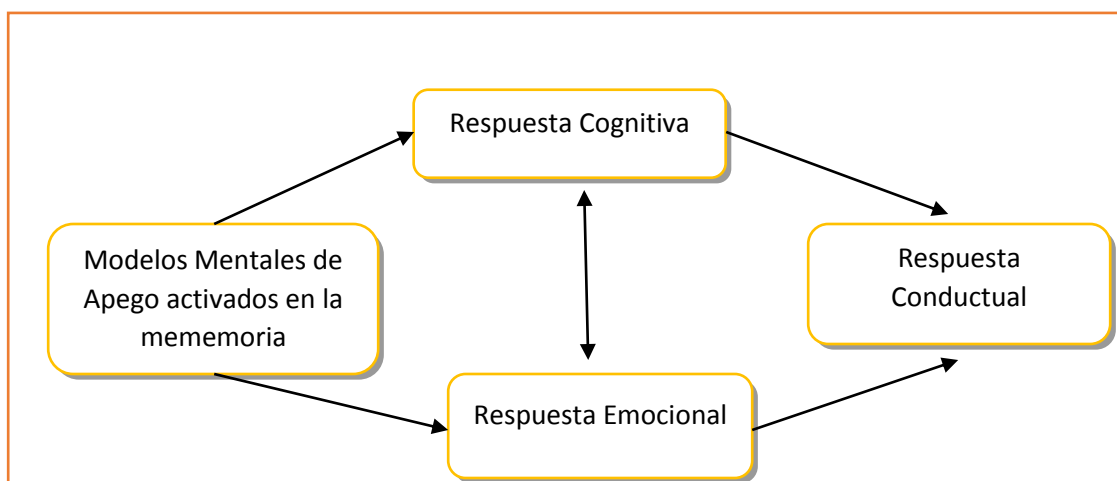 Respuesta Cognitiva
Modelos Mentales de
Apego activados en la
mememoria
Respuesta
Conductual
Respuesta Emocional